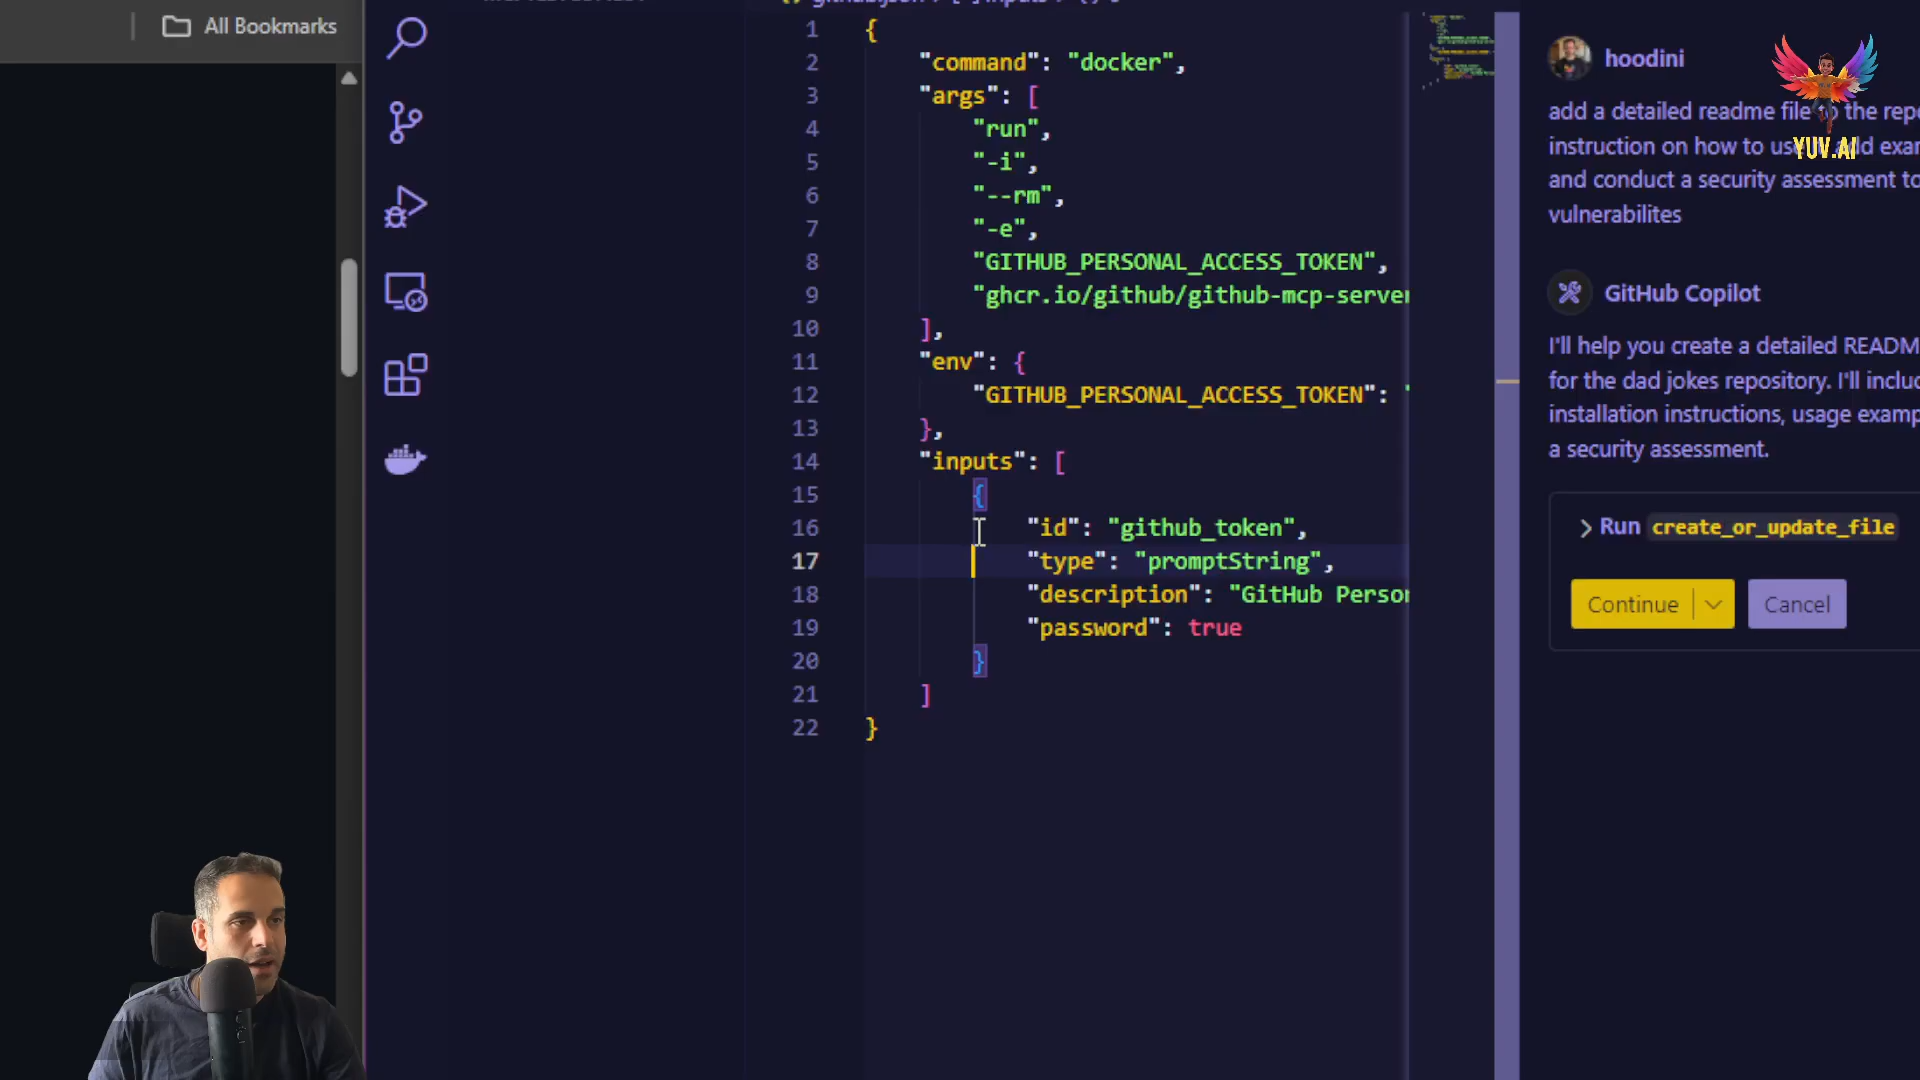 All Bookmarks
1 {
2 "command": "docker",
3 "args": [
4 "run",
5 "-i",
6 "--rm",
7 "-e",
8 "GITHUB_PERSONAL_ACCESS_TOKEN",
9 "ghcr.io/github/github-mcp-server
10 ],
11 "env": {
12 "GITHUB_PERSONAL_ACCESS_TOKEN": "
13 },
14 "inputs": [
15 {
16 "id": "github_token",
17 "type": "promptString",
18 "description": "GitHub Perso
19 "password": true
20 }
21 ]
22 }
hoodini
add a detailed readme file to the repo
instruction on how to use
and conduct a security assessment to
vulnerabilites
YUV.AI
GitHub Copilot
I'll help you create a detailed README
for the dad jokes repository. I'll inclu
installation instructions, usage examp
a security assessment.
Run create_or_update_file
Continue
Cancel